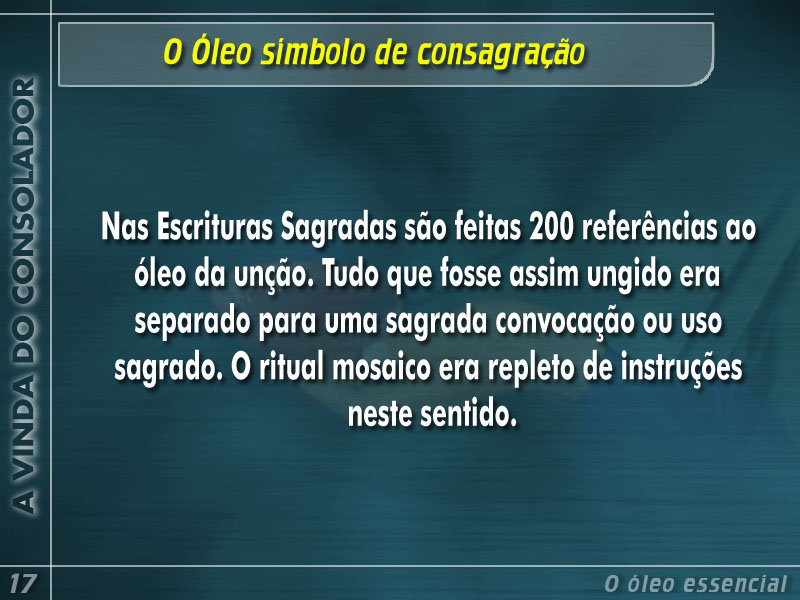 O Óleo símbolo de consagração
A VINDA DO CONSOLADOR
Nas Escrituras Sagradas são feitas 200 referências ao
óleo da unção. Tudo que fosse assim ungido era
separado para uma sagrada convocação ou uso
sagrado. O ritual mosaico era repleto de instruções
neste sentido.
17
O óleo essencial